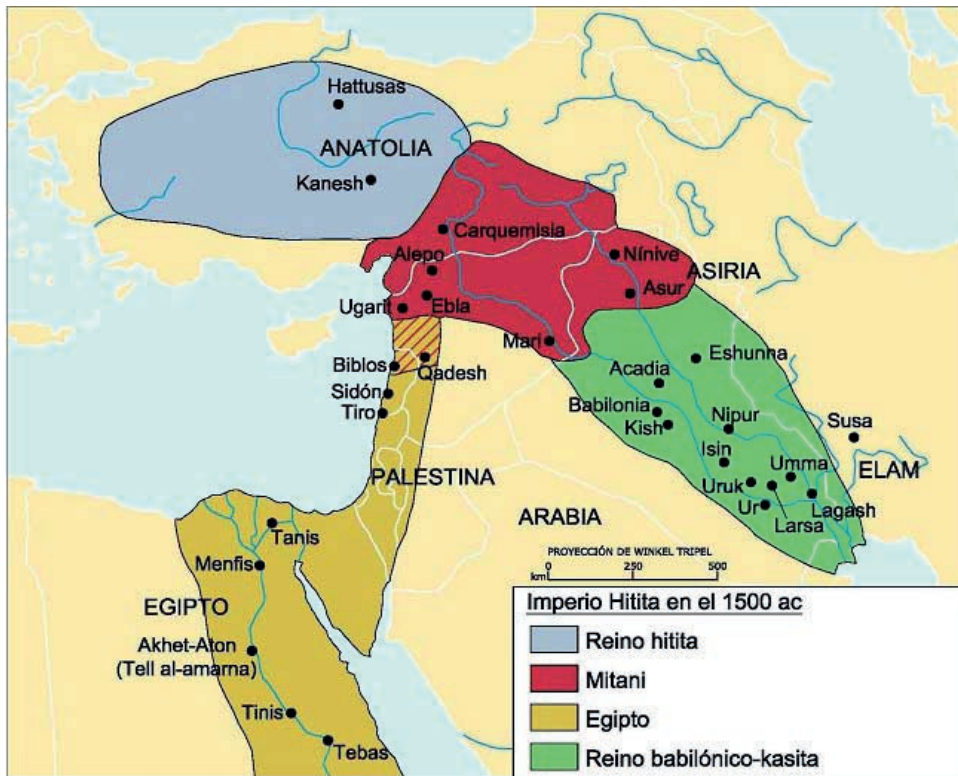 Hattusas
ANATOLIA
Kanesh
Carquemisia
Alepo
Nínive
ASIRIA
Asur
Ugarit
Ebla
Mari
Eshunna
Biblos
Qadesh
Acadia
Sidón
Tiro
Babilonia
Nipur
Kish
Susa
Isin
PALESTINA
Umma
ELAM
Uruk
Ur
Lagash
Larsa
ARABIA
Tanis
PROYECCIÓN DE WINKEL TRIPEL
km 0 250 500
Menfis
EGIPTO
Akhet-Aton
(Tell al-amarna)
Tinis
Tebas
Imperio Hitita en el 1500 ac
Reino hitita
Mitani
Egipto
Reino babilónico-kasita